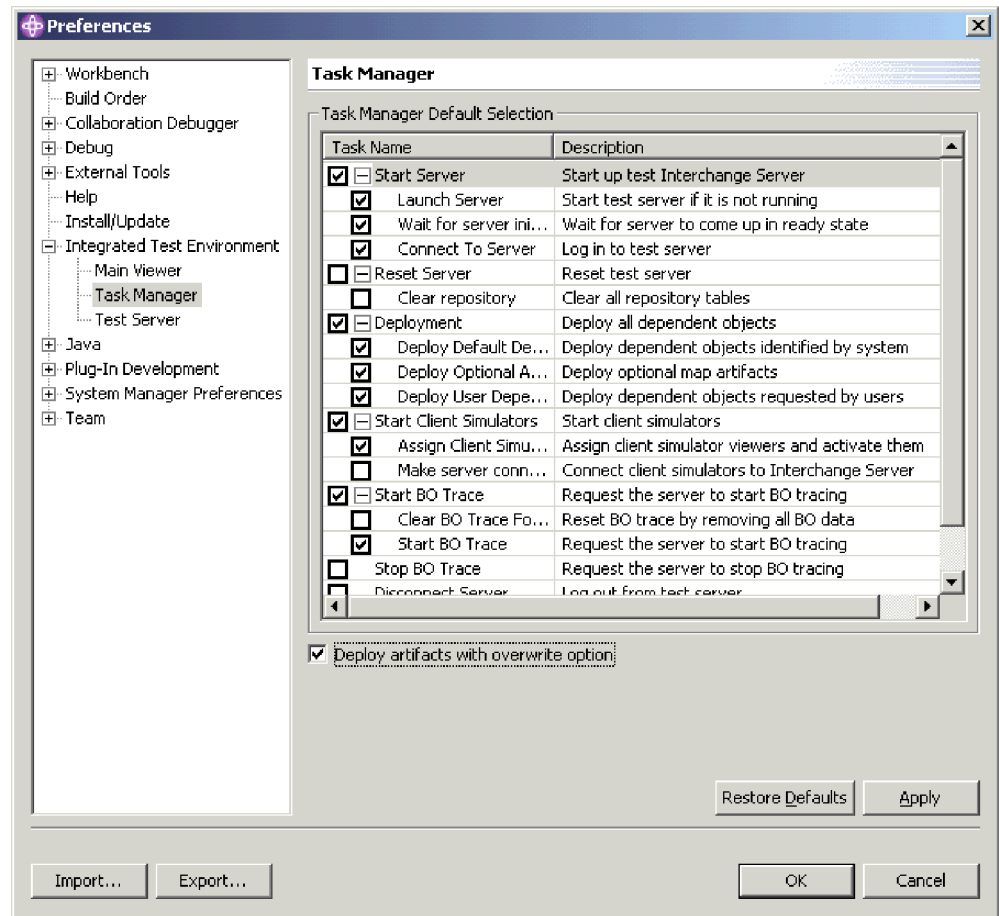 Preferences
Workbench
Build Order
Collaboration Debugger
Debug
External Tools
Help
Install/Update
Integrated Test Environment
Main Viewer
Task Manager
Test Server
Java
Plug-In Development
System Manager Preferences
Team
Task Manager
Task Manager Default Selection
Task Name Description
Start Server Start up test Interchange Server
Launch Server Start test server if it is not running
Wait for server ini... Wait for server to come up in ready state
Connect To Server Log in to test server
Reset Server Reset test server
Clear repository Clear all repository tables
Deployment Deploy all dependent objects
Deploy Default De... Deploy dependent objects identified by system
Deploy Optional A... Deploy optional map artifacts
Deploy User Depe... Deploy dependent objects requested by users
Start Client Simulators Start client simulators
Assign Client Simu... Assign client simulator viewers and activate them
Make server conn... Connect client simulators to Interchange Server
Start BO Trace Request the server to start BO tracing
Clear BO Trace Fo... Reset BO trace by removing all BO data
Start BO Trace Request the server to start BO tracing
Stop BO Trace Request the server to stop BO tracing
Disconnect Server Log out from test server
Deploy artifacts with overwrite option
Restore Defaults Apply
Import... Export... OK Cancel